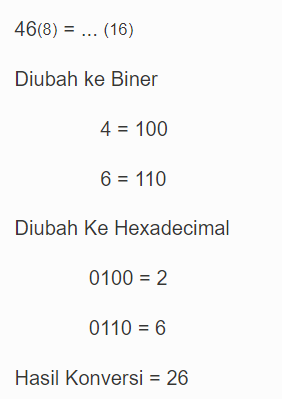 46(8) = ... (16)
Diubah ke Biner
4 = 100
6 = 110
Diubah Ke Hexadecimal
0100 = 2
0110 = 6
Hasil Konversi = 26